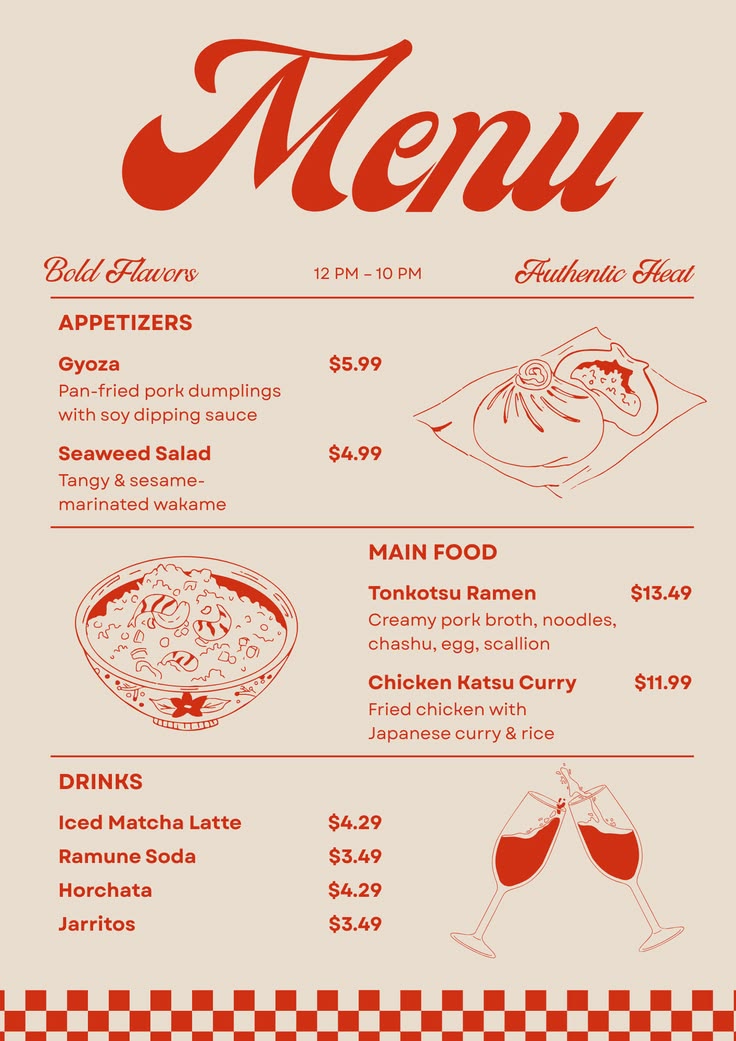 Menu
Bold Flavors
12 PM – 10 PM
Authentic Heat
APPETIZERS
Gyoza $5.99
Pan-fried pork dumplings
with soy dipping sauce
Seaweed Salad $4.99
Tangy & sesame-
marinated wakame
MAIN FOOD
Tonkotsu Ramen $13.49
Creamy pork broth, noodles,
chashu, egg, scallion
Chicken Katsu Curry $11.99
Fried chicken with
Japanese curry & rice
DRINKS
Iced Matcha Latte $4.29
Ramune Soda $3.49
Horchata $4.29
Jarritos $3.49